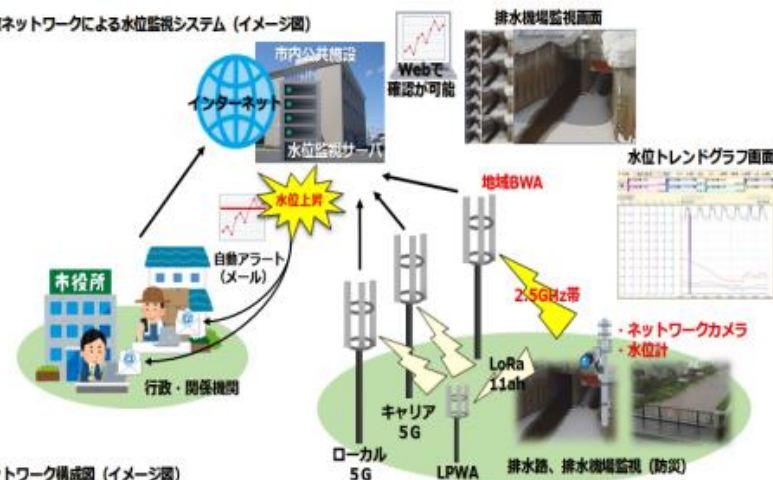 ネットワークによる水位監視システム（イメージ図）
排水機場監視画面
市内公共施設
Webで
確認が可能
インターネット
水位監視サーバ
水位トレンドグラフ画面
地域BWA
水位上昇
自動アラート
（メール）
市役所
2.5GHz帯
・ネットワークカメラ
・水位計
LoRa
11ah
行政・関係機関
キャリア
5G
ローカル
5G
LPWA
排水路、排水機場監視（防災）
トワーク構成図（イメージ図）